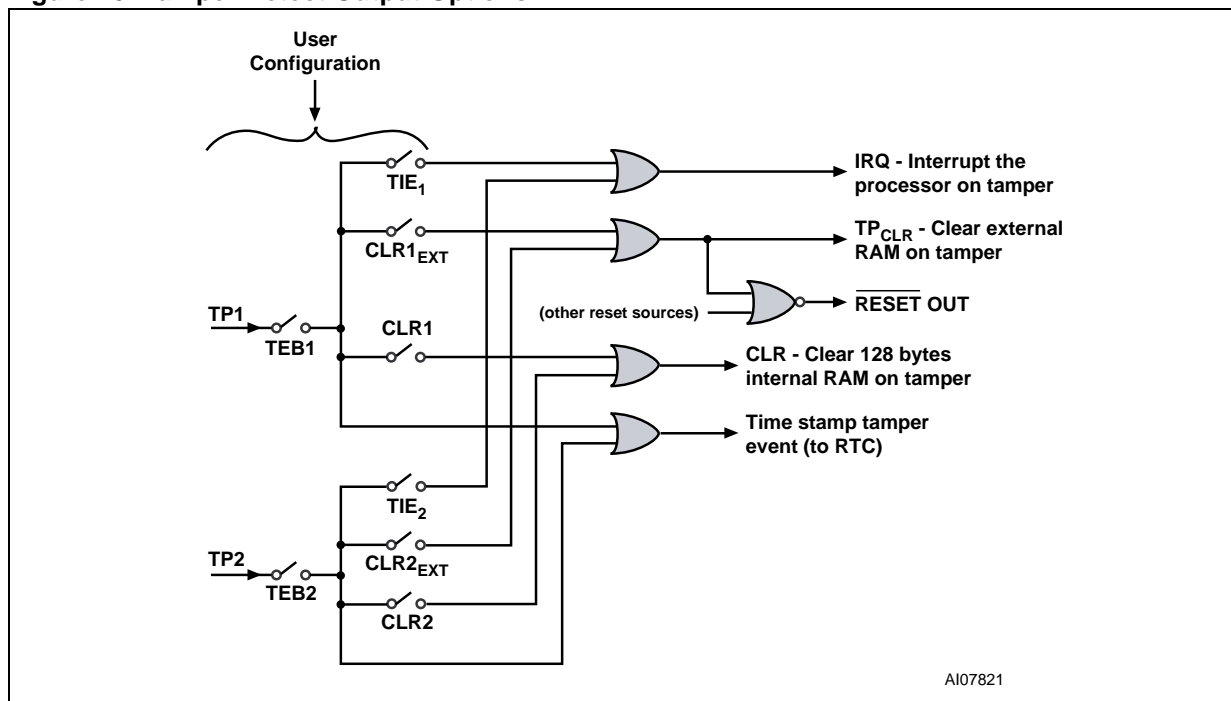 User
Configuration
TIE1
IRQ - Interrupt the
processor on tamper
CLR1EXT
TPCLR - Clear external
RAM on tamper
(other reset sources)
RESET OUT
TP1
TEB1
CLR1
CLR - Clear 128 bytes
internal RAM on tamper
Time stamp tamper
event (to RTC)
TIE2
TP2
TEB2
CLR2EXT
CLR2
AI07821